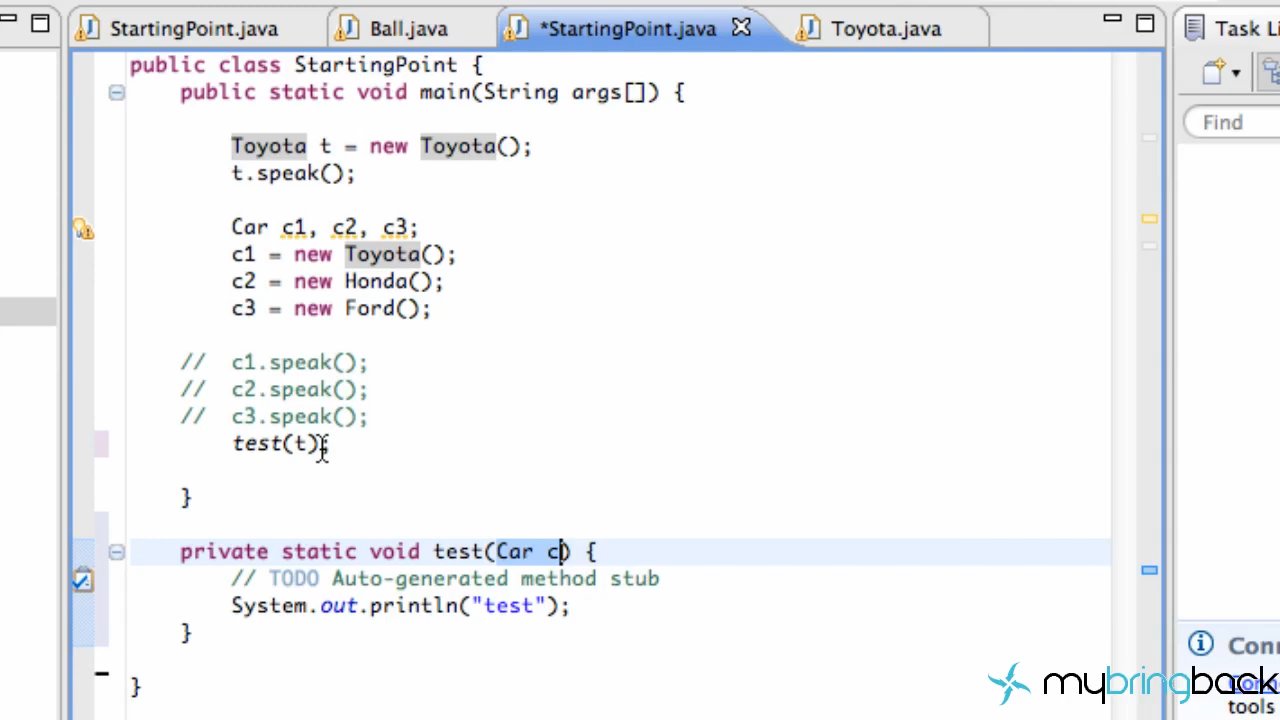 StartingPoint.java Ball.java *StartingPoint.java Toyota.java Task Li
public class StartingPoint {
public static void main(String args[]) {
Toyota t = new Toyota();
t.speak();
Car c1, c2, c3;
c1 = new Toyota();
c2 = new Honda();
c3 = new Ford();
// c1.speak();
// c2.speak();
// c3.speak();
test(t);
}
private static void test(Car c) {
// TODO Auto-generated method stub
System.out.println("test");
}
}
Find
Conn
tools
mybringback